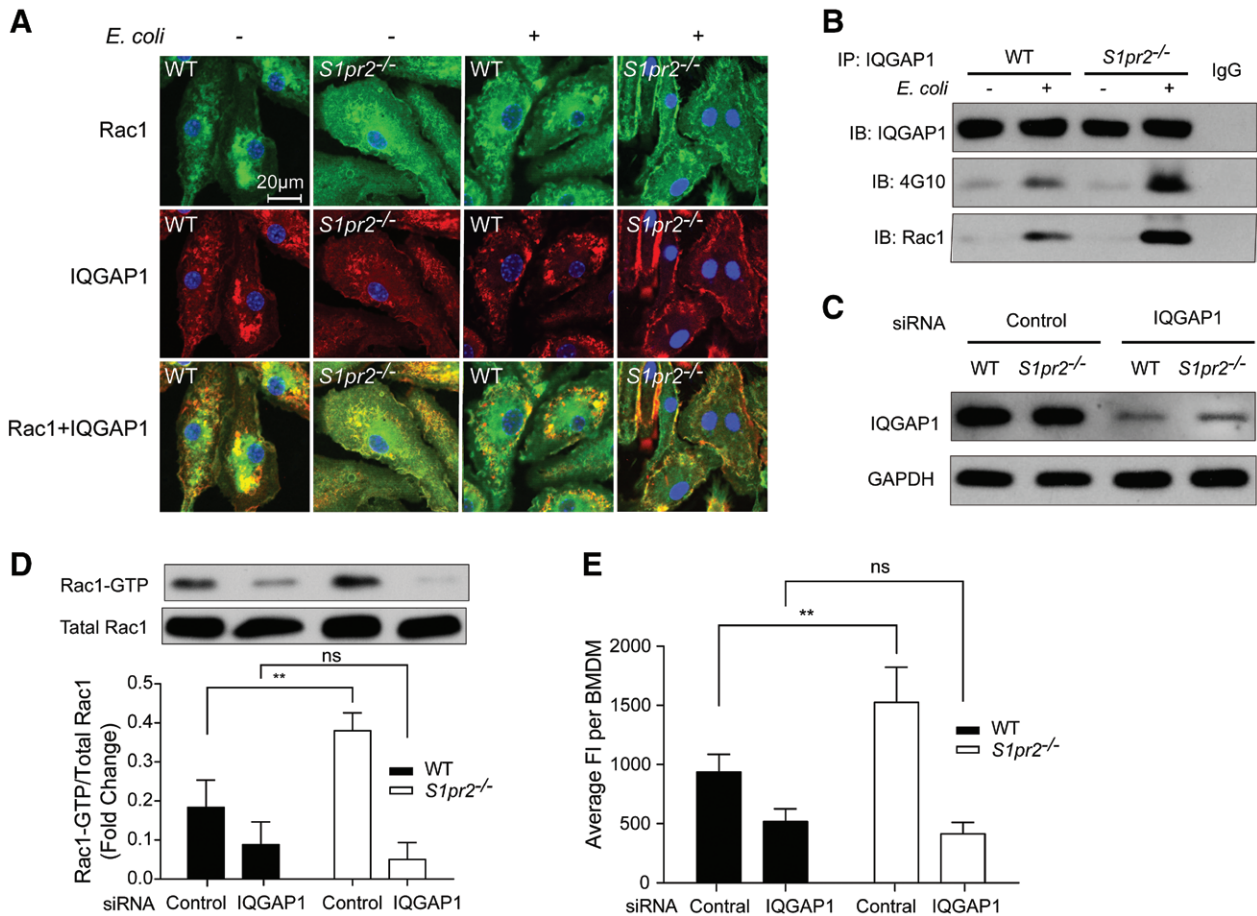 A
E. coli - - + +
Rac1
WT S1pr2-/- WT S1pr2-/-
20μm
IQGAP1
WT S1pr2-/- WT S1pr2-/-
Rac1+IQGAP1
WT S1pr2-/- WT S1pr2-/-
B
IP: IQGAP1 WT S1pr2-/- IgG
E. coli - + - +
IB: IQGAP1
IB: 4G10
IB: Rac1
C
siRNA Control IQGAP1
WT S1pr2-/- WT S1pr2-/-
IQGAP1
GAPDH
D
Rac1-GTP
Tatal Rac1
ns
**
Rac1-GTP/Total Rac1
(Fold Change)
0.5
0.4
0.3
0.2
0.1
0.0
WT
S1pr2-/-
siRNA Control IQGAP1 Control IQGAP1
E
ns
**
Average FI per BMDM
2000
1500
1000
500
0
WT
S1pr2-/-
siRNA Contral IQGAP1 Control IQGAP1